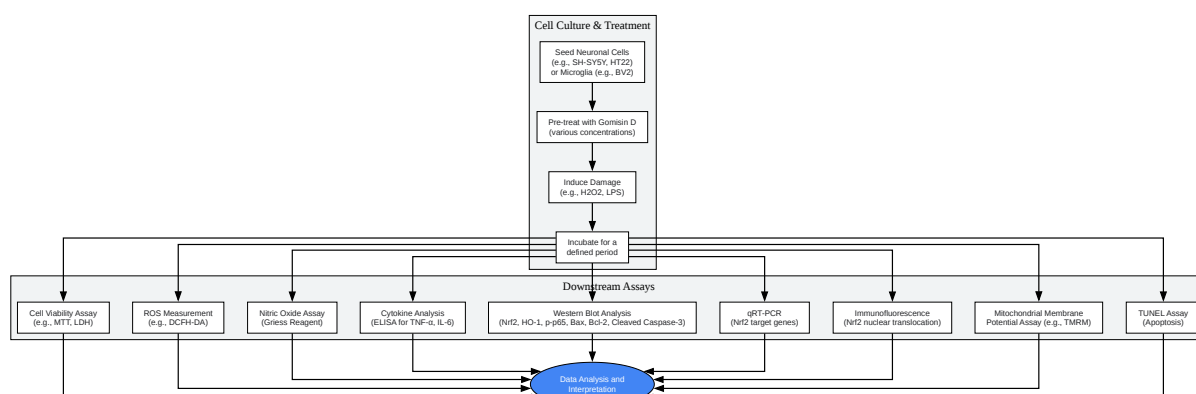 Cell Culture & Treatment
Seed Neuronal Cells
(e.g., SH-SY5Y, HT22)
or Microglia (e.g., BV2)
Pre-treat with Gomisin D
(various concentrations)
Induce Damage
(e.g., H2O2, LPS)
Incubate for a
defined period
Downstream Assays
Cell Viability Assay
(e.g., MTT, LDH)
ROS Measurement
(e.g., DCFH-DA)
Nitric Oxide Assay
(Griess Reagent)
Cytokine Analysis
(ELISA for TNF-α, IL-6)
Western Blot Analysis
(Nrf2, HO-1, p-p65, Bax, Bcl-2, Cleaved Caspase-3)
qRT-PCR
(Nrf2 target genes)
Immunofluorescence
(Nrf2 nuclear translocation)
Mitochondrial Membrane
Potential Assay (e.g., TMRM)
TUNEL Assay
(Apoptosis)
Data Analysis and
Interpretation